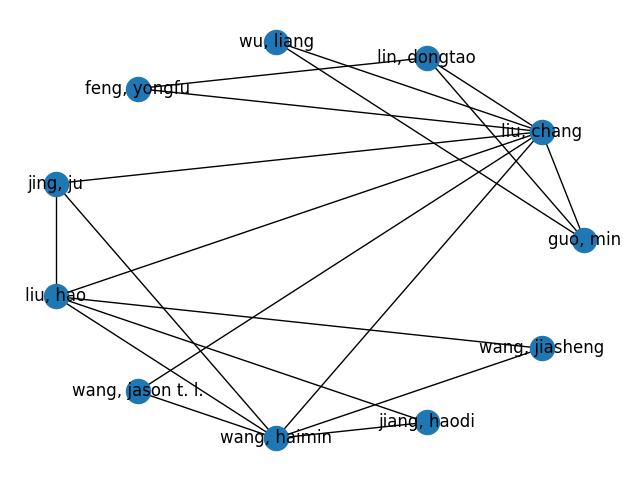 wu, liang
lin, dongtao
feng, yongfu
liu, chang
jing, ju
guo, min
liu, hao
wang, jiasheng
wang, jason t. l.
jiang, haodi
wang, haimin